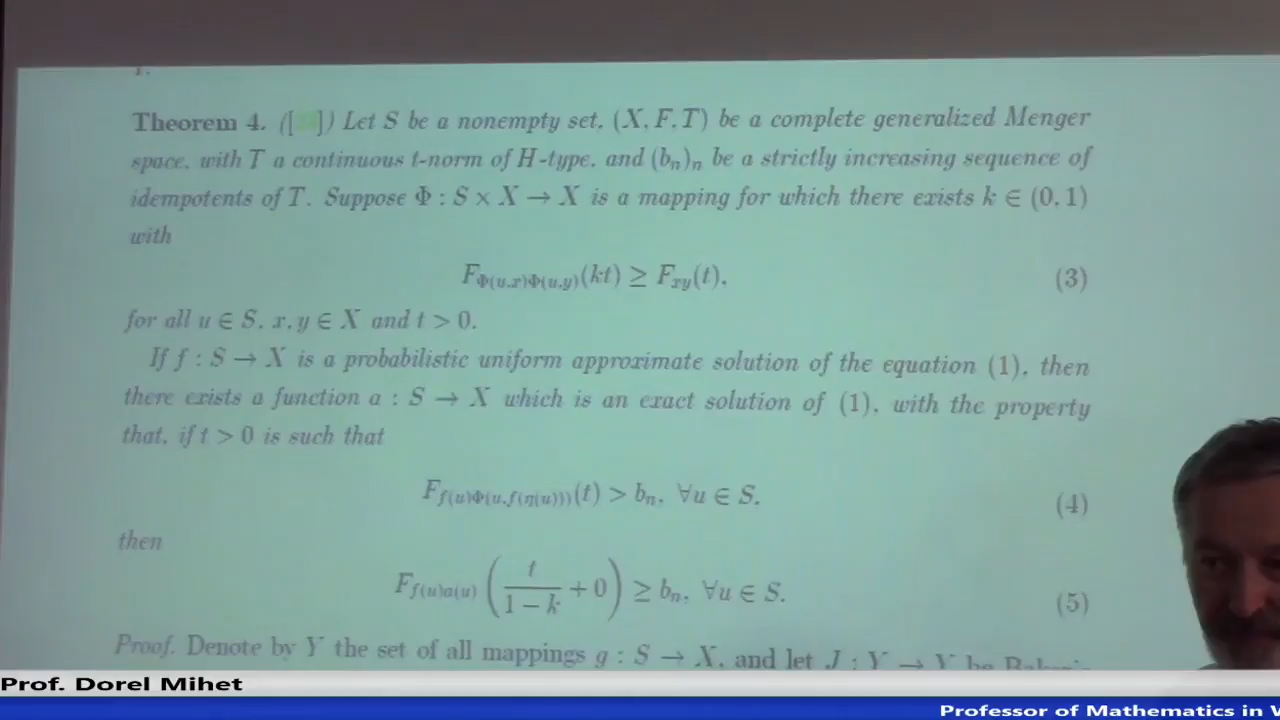 Theorem 4. ([ ]) Let S be a nonempty set, (X, F, T) be a complete generalized Menger
space, with T a continuous t-norm of H-type, and (bₙ)ₙ be a strictly increasing sequence of
idempotents of T. Suppose Φ : S × X → X is a mapping for which there exists k ∈ (0, 1)
with
F_{Φ(u,x)Φ(u,y)}(kt) ≥ F_{xy}(t), (3)
for all u ∈ S, x, y ∈ X and t > 0.
If f : S → X is a probabilistic uniform approximate solution of the equation (1), then
there exists a function a : S → X which is an exact solution of (1), with the property
that, if t > 0 is such that
F_{f(u)Φ(u,f(η(u)))}(t) > bₙ, ∀u ∈ S, (4)
then
F_{f(u)a(u)} (t/(1 − k) + 0) ≥ bₙ, ∀u ∈ S. (5)
Proof. Denote by Y the set of all mappings g : S → X, and let J : Y → Y be
Prof. Dorel Mihet
Professor of Mathematics in